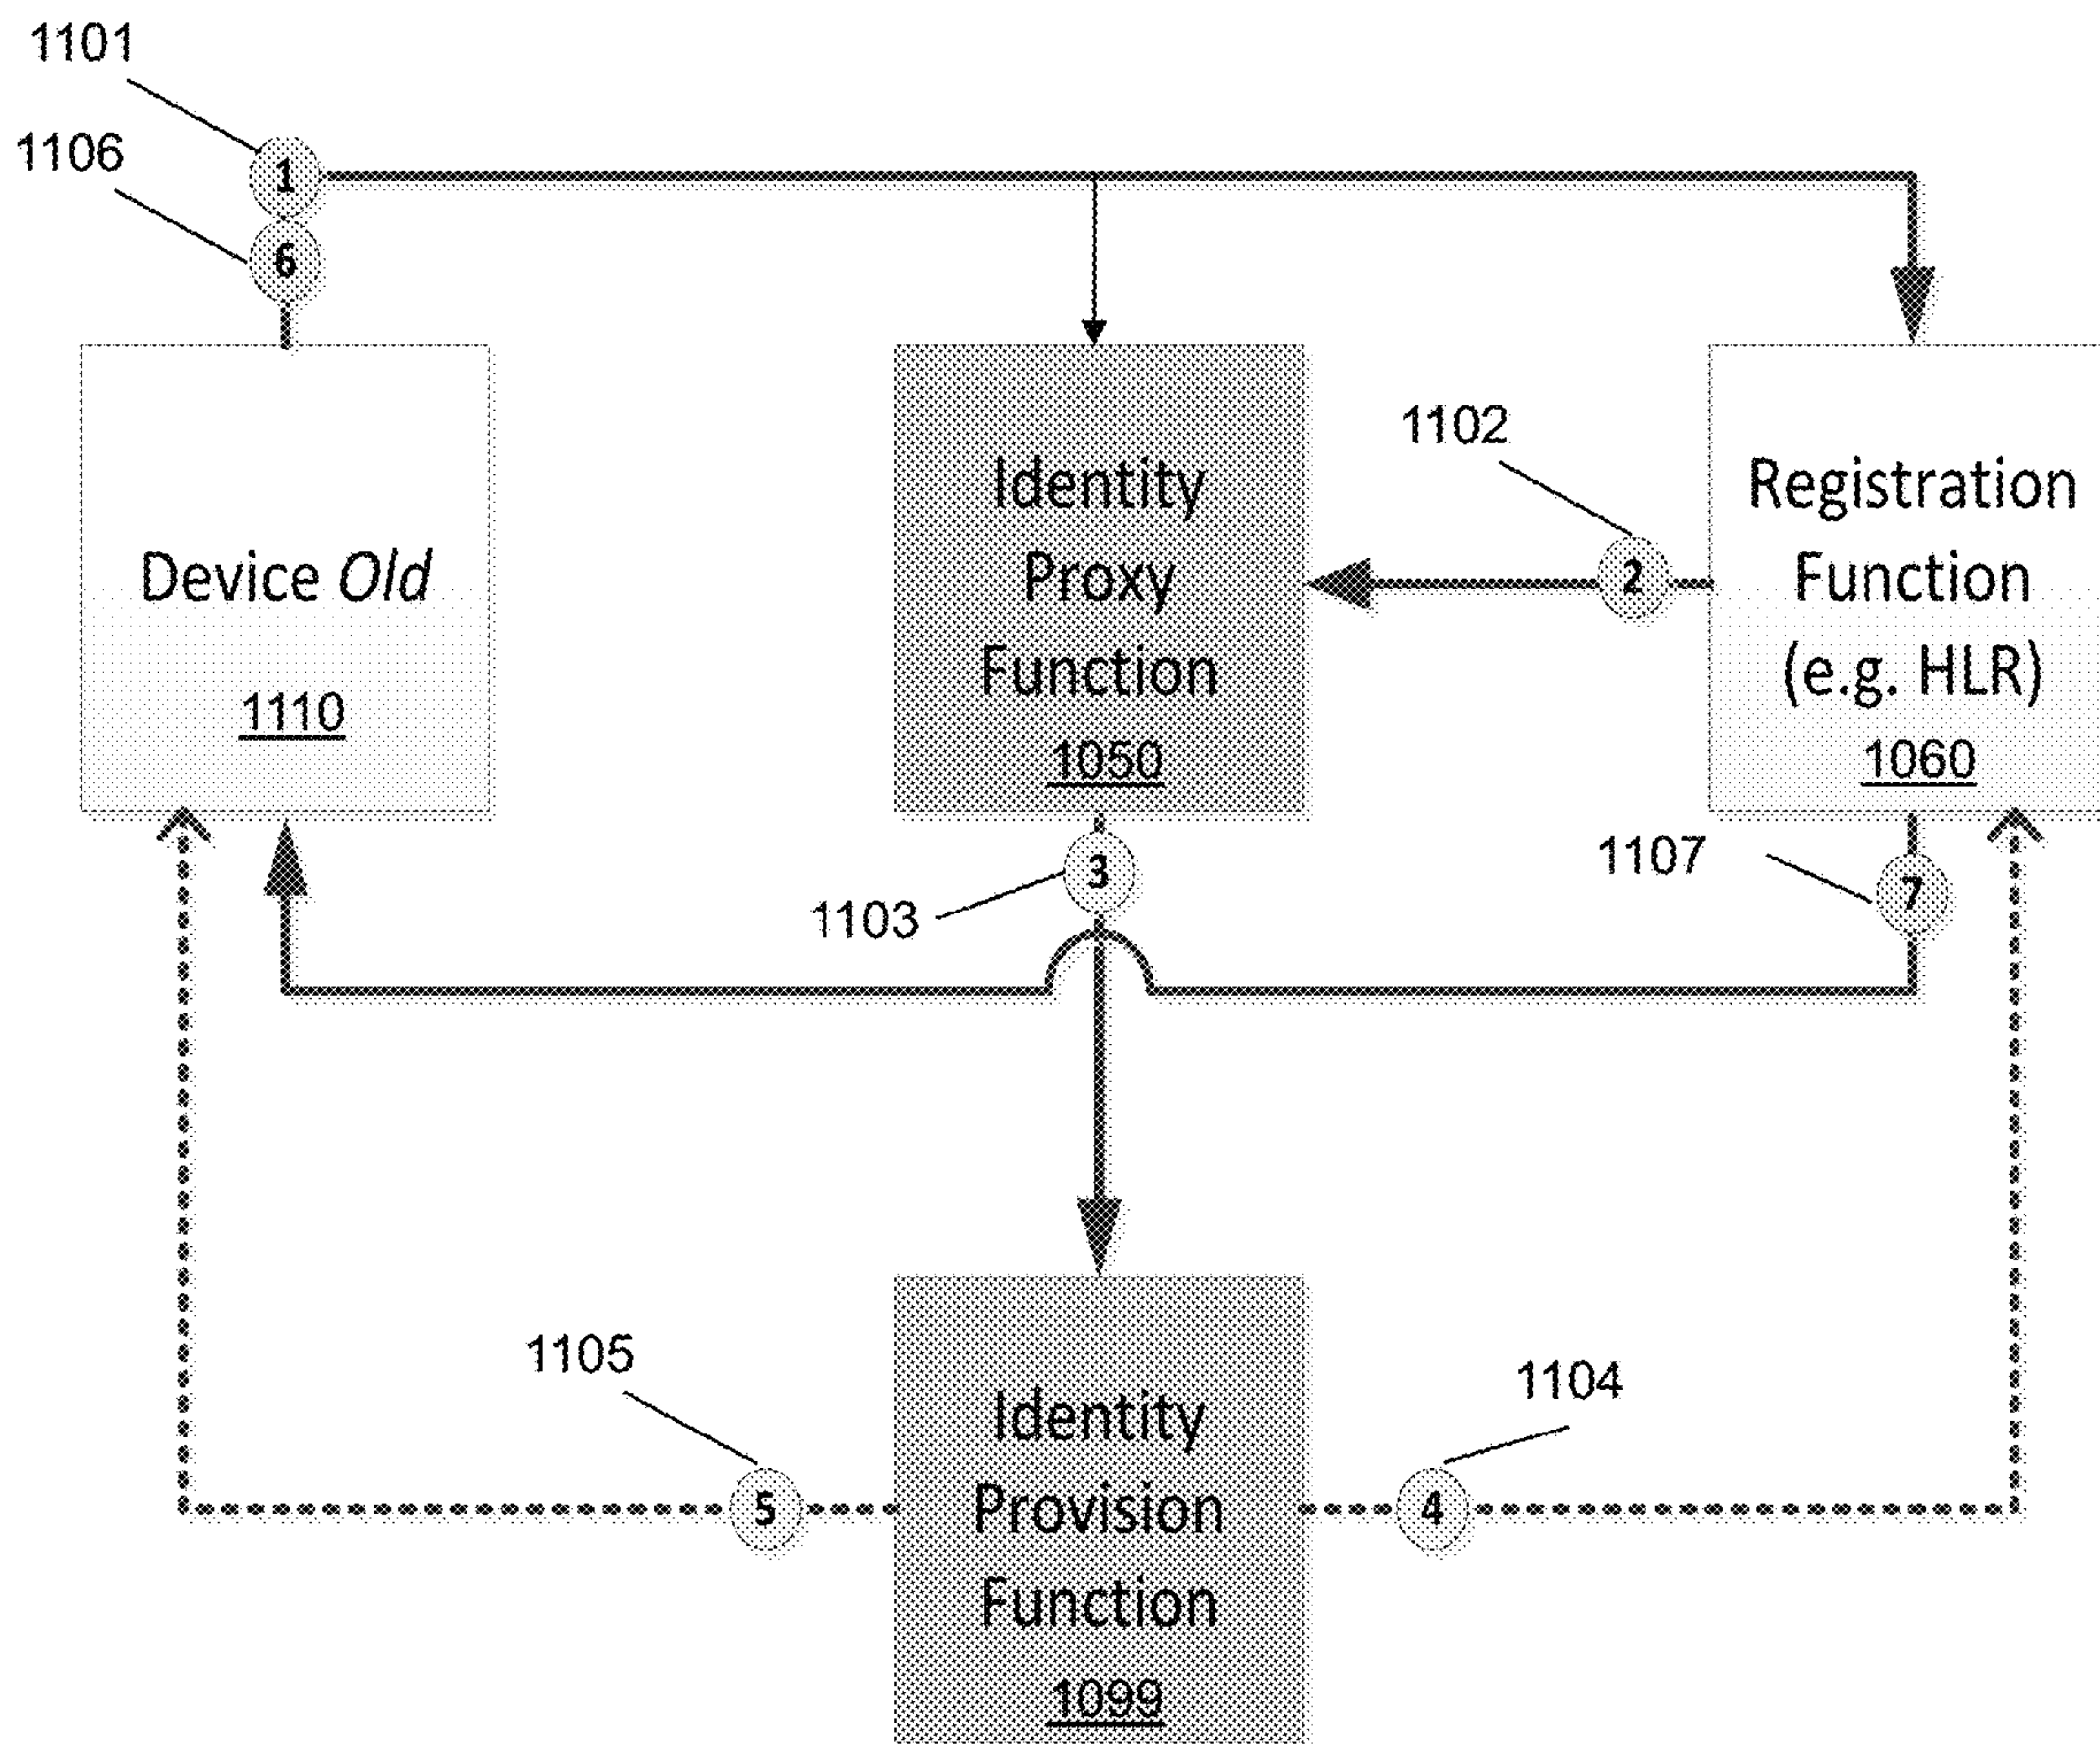 1101
1106
1
6
Device Old
1110
Identity
Proxy
Function
1050
1102
2
Registration
Function
(e.g. HLR)
1060
3
1103
1107
7
1105
5
1104
4
Identity
Provision
Function
1099